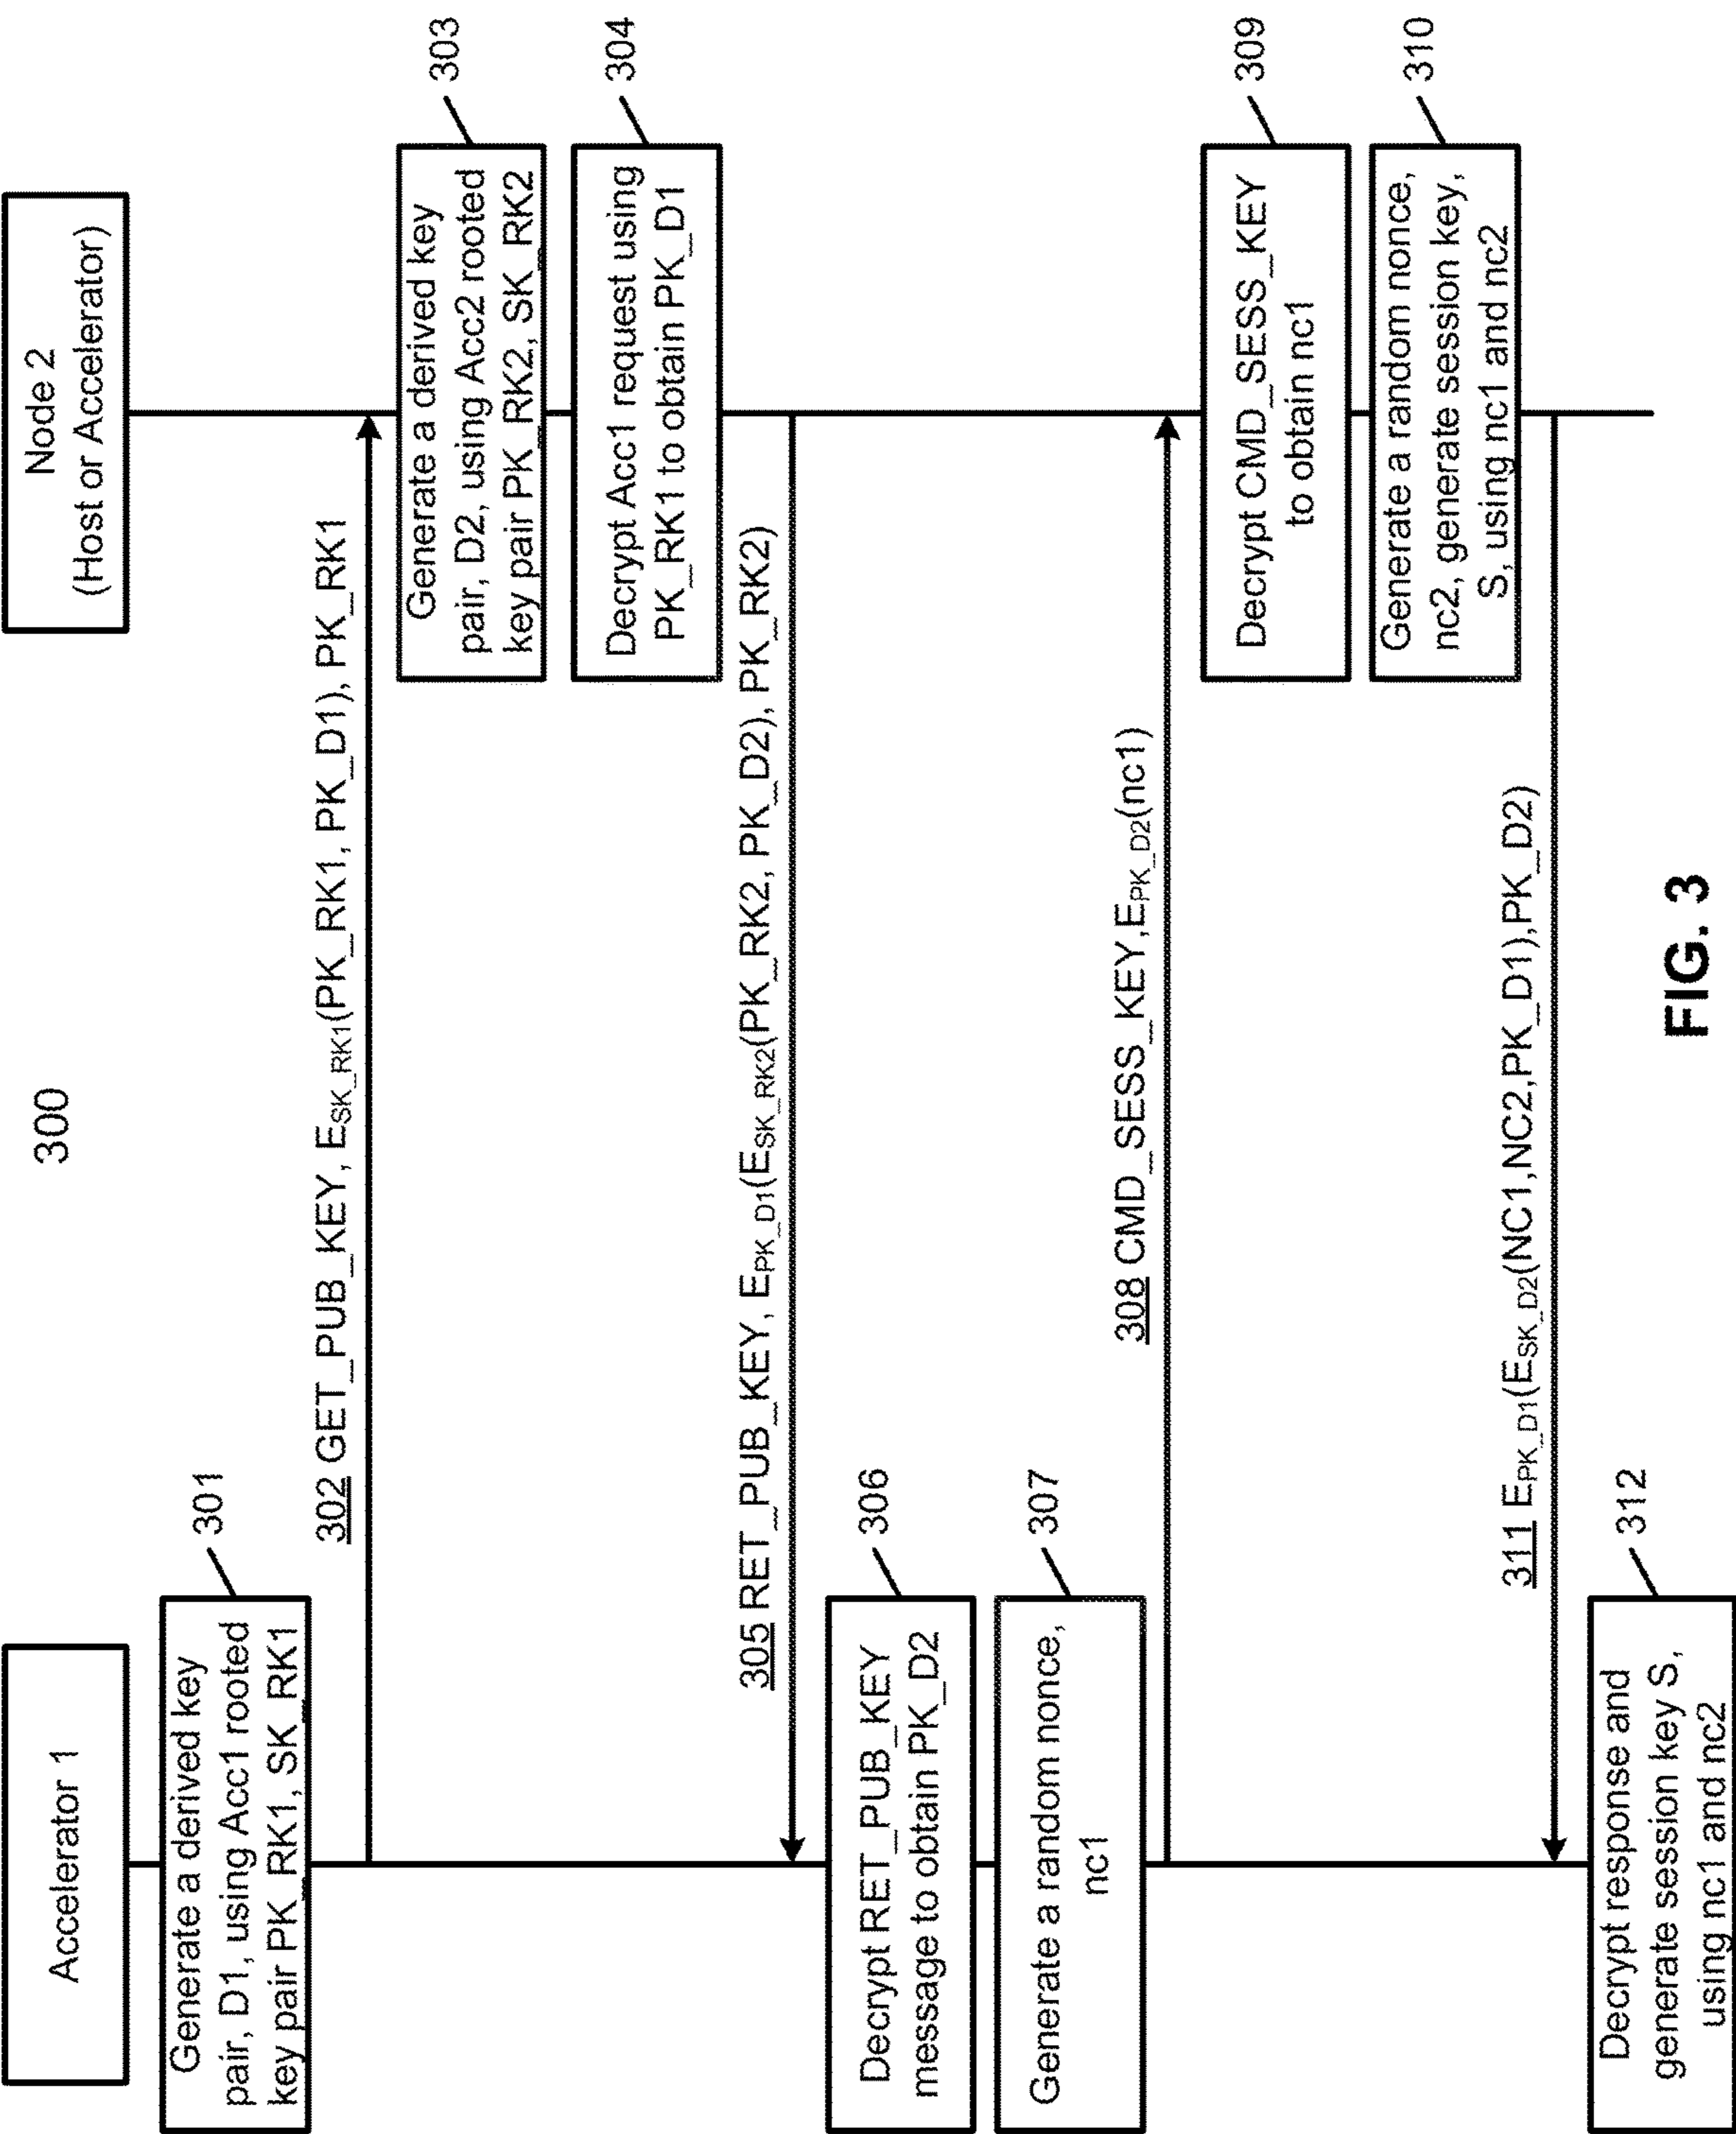 300
Accelerator 1
Node 2
(Host or Accelerator)
Generate a derived key
pair, D1, using Acc1 rooted
key pair PK_RK1, SK_RK1
301
302 GET_PUB_KEY, ESK_RK1(PK_RK1, PK_D1), PK_RK1
Generate a derived key
pair, D2, using Acc2 rooted
key pair PK_RK2, SK_RK2
303
Decrypt Acc1 request using
PK_RK1 to obtain PK_D1
304
305 RET_PUB_KEY, EPK_D1(ESK_RK2(PK_RK2, PK_D2), PK_RK2)
Decrypt RET_PUB_KEY
message to obtain PK_D2
306
Generate a random nonce,
nc1
307
308 CMD_SESS_KEY,EPK_D2(nc1)
Decrypt CMD_SESS_KEY
to obtain nc1
309
Generate a random nonce,
nc2, generate session key,
S, using nc1 and nc2
310
311 EPK_D1(ESK_D2(NC1,NC2,PK_D1),PK_D2)
Decrypt response and
generate session key S,
using nc1 and nc2
312
FIG. 3